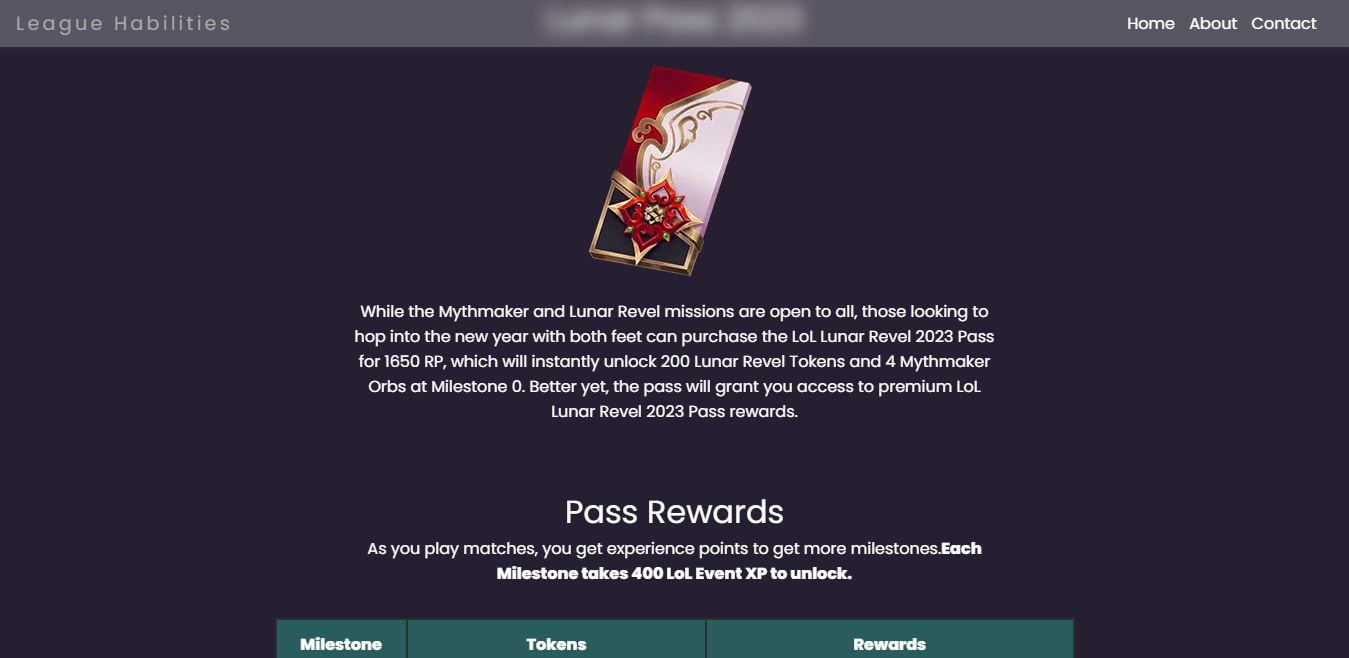 League Habilities
Lunar Pass 2023
Home About Contact
While the Mythmaker and Lunar Revel missions are open to all, those looking to
hop into the new year with both feet can purchase the LoL Lunar Revel 2023 Pass
for 1650 RP, which will instantly unlock 200 Lunar Revel Tokens and 4 Mythmaker
Orbs at Milestone 0. Better yet, the pass will grant you access to premium LoL
Lunar Revel 2023 Pass rewards.
Pass Rewards
As you play matches, you get experience points to get more milestones.Each
Milestone takes 400 LoL Event XP to unlock.
Milestone Tokens Rewards